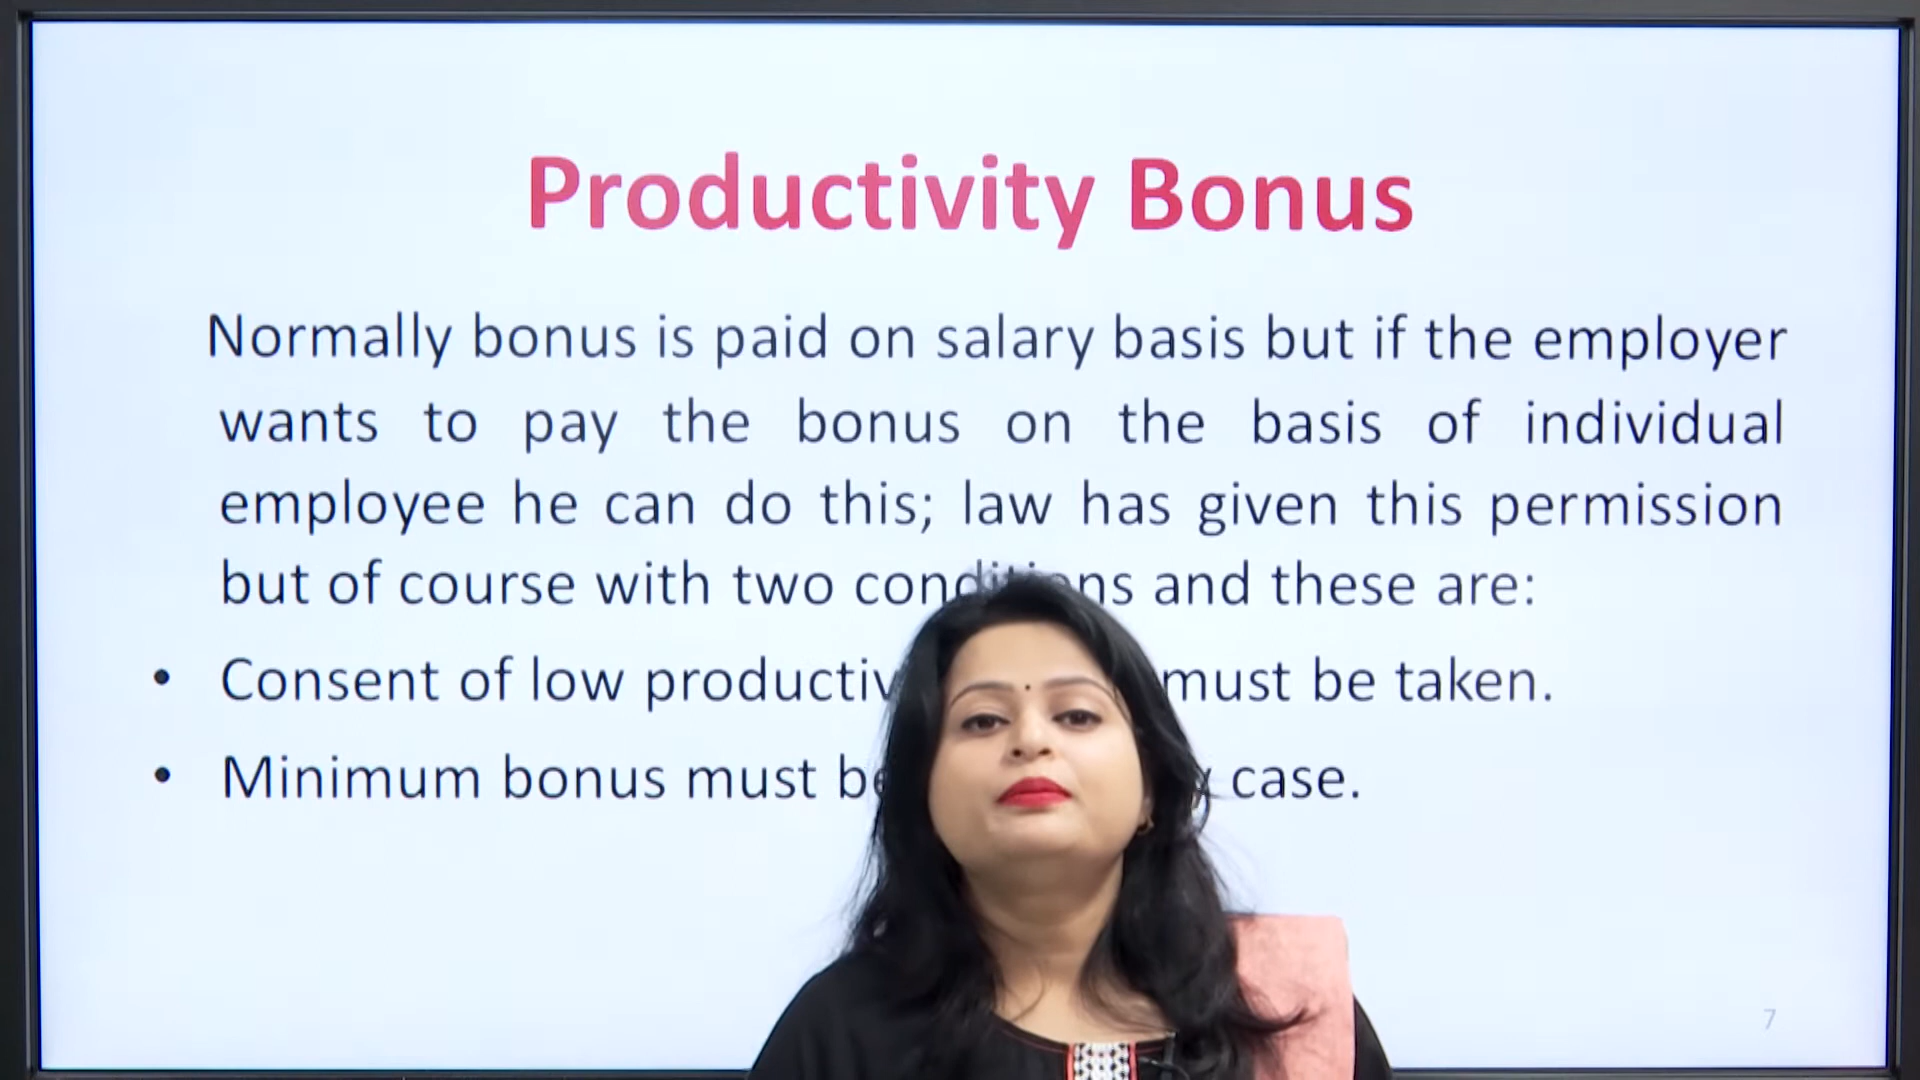 Productivity Bonus
Normally bonus is paid on salary basis but if the employer
wants to pay the bonus on the basis of individual
employee he can do this; law has given this permission
but of course with two conditions and these are:
• Consent of low must be taken.
• Minimum bonus must case.
7